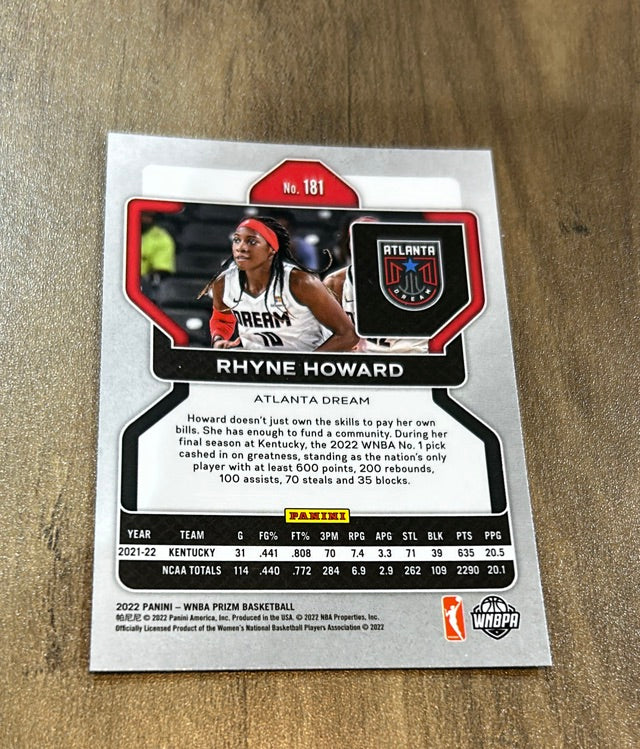 No. 181
ATLANTA
DREAM
DREAM
10
RHYNE HOWARD
ATLANTA DREAM
Howard doesn't just own the skills to pay her own
bills. She has enough to fund a community. During her
final season at Kentucky, the 2022 WNBA No. 1 pick
cashed in on greatness, standing as the nation's only
player with at least 600 points, 200 rebounds,
100 assists, 70 steals and 35 blocks.
PANINI
YEAR TEAM G FG% FT% 3PM RPG APG STL BLK PTS PPG
2021-22 KENTUCKY 31 .441 .808 70 7.4 3.3 71 39 635 20.5
NCAA TOTALS 114 .440 .772 284 6.9 2.9 262 109 2290 20.1
2022 PANINI – WNBA PRIZM BASKETBALL
帕尼尼 © 2022 Panini America, Inc. Produced in the USA. © 2022 NBA Properties, Inc.
Officially Licensed Product of the Women's National Basketball Players Association © 2022
WNBPA